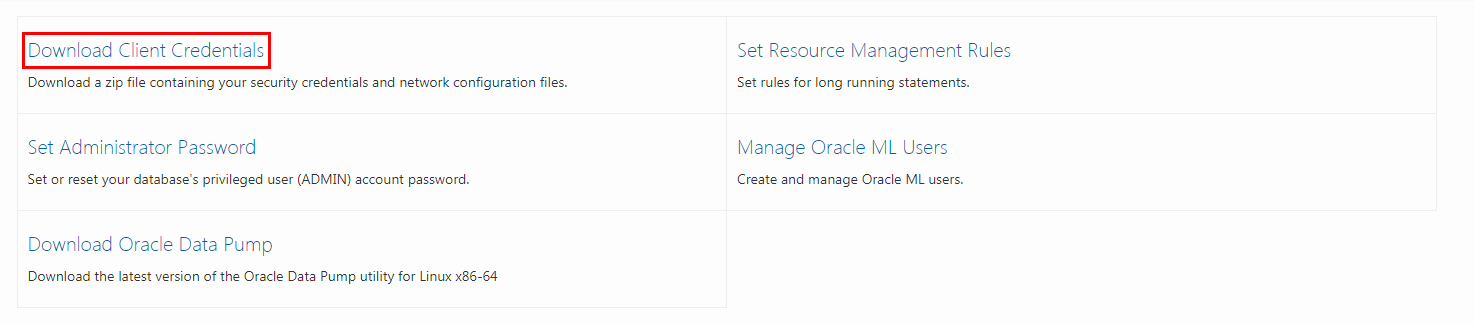 Download Client Credentials
Download a zip file containing your security credentials and network configuration files.
Set Resource Management Rules
Set rules for long running statements.
Set Administrator Password
Set or reset your database's privileged user (ADMIN) account password.
Manage Oracle ML Users
Create and manage Oracle ML users.
Download Oracle Data Pump
Download the latest version of the Oracle Data Pump utility for Linux x86-64